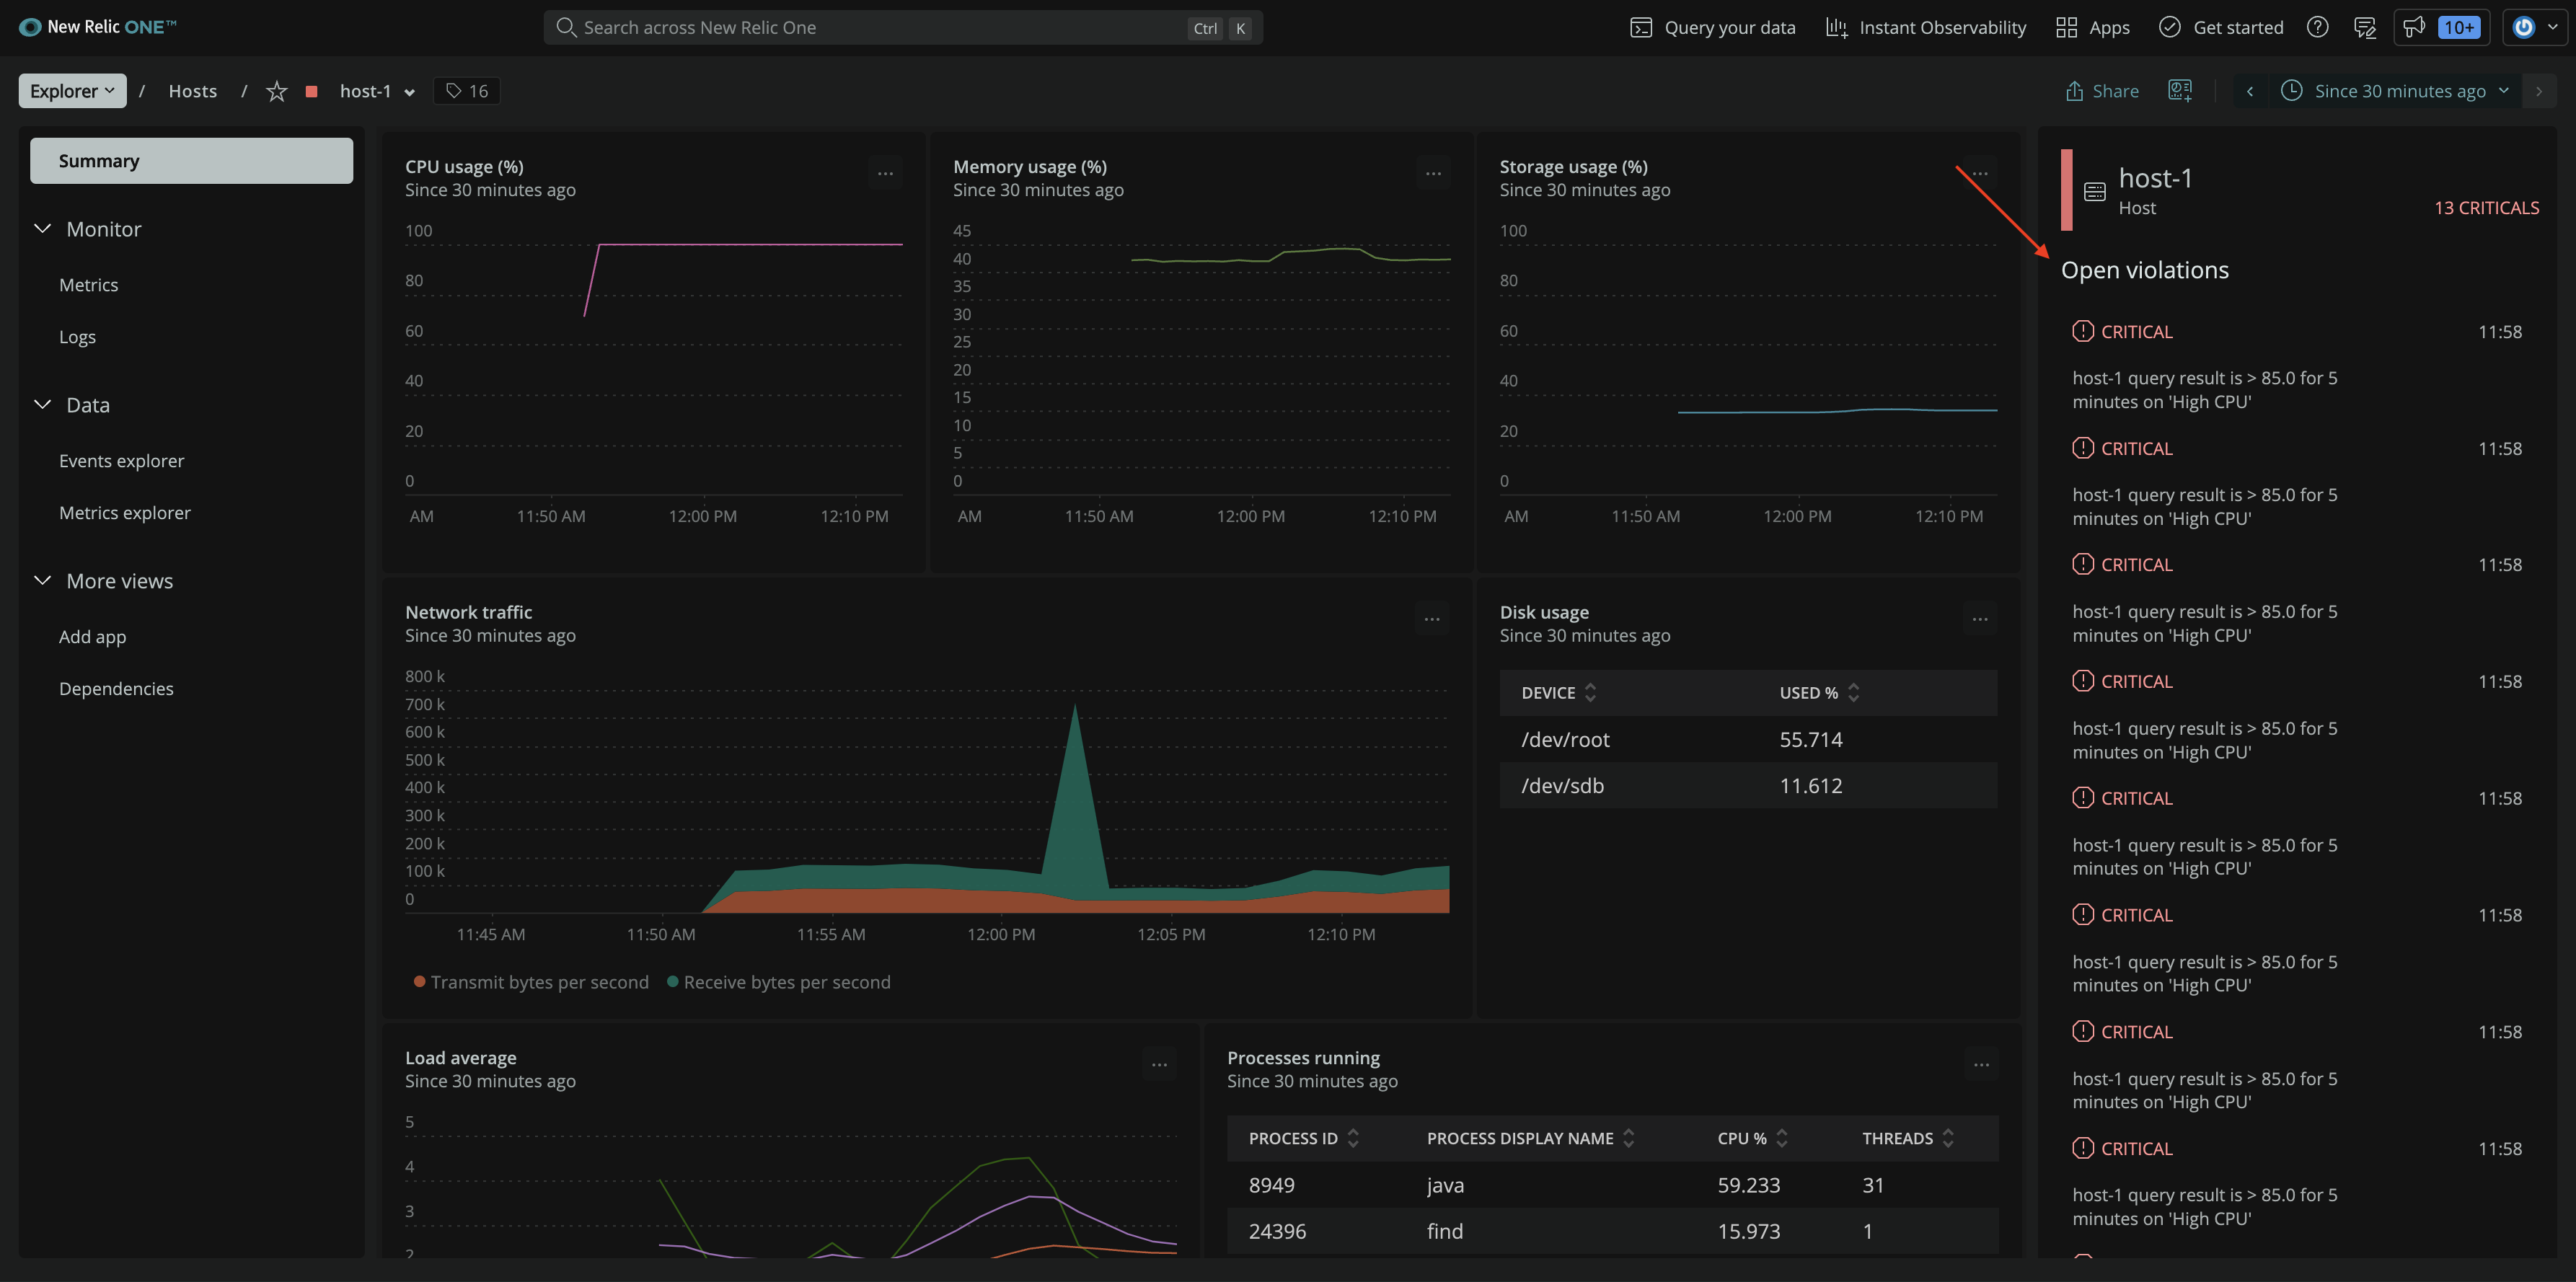 New Relic ONE™
Search across New Relic One
Ctrl K
Query your data
Instant Observability
Apps
Get started
10+
Explorer / Hosts / host-1
16
Share
Since 30 minutes ago
Summary
Monitor
Metrics
Logs
Data
Events explorer
Metrics explorer
More views
Add app
Dependencies
CPU usage (%)
Since 30 minutes ago
100
80
60
40
20
0
AM 11:50 AM 12:00 PM 12:10 PM
Memory usage (%)
Since 30 minutes ago
45
40
35
30
25
20
15
10
5
0
AM 11:50 AM 12:00 PM 12:10 PM
Storage usage (%)
Since 30 minutes ago
100
80
60
40
20
0
AM 11:50 AM 12:00 PM 12:10 PM
Network traffic
Since 30 minutes ago
800 k
700 k
600 k
500 k
400 k
300 k
200 k
100 k
0
11:45 AM 11:50 AM 11:55 AM 12:00 PM 12:05 PM 12:10 PM
Transmit bytes per second Receive bytes per second
Disk usage
Since 30 minutes ago
DEVICE USED %
/dev/root 55.714
/dev/sdb 11.612
Load average
Since 30 minutes ago
5
4
3
2
Processes running
Since 30 minutes ago
PROCESS ID PROCESS DISPLAY NAME CPU % THREADS
8949 java 59.233 31
24396 find 15.973 1
host-1
Host
13 CRITICALS
Open violations
CRITICAL 11:58
host-1 query result is > 85.0 for 5
minutes on 'High CPU'
CRITICAL 11:58
host-1 query result is > 85.0 for 5
minutes on 'High CPU'
CRITICAL 11:58
host-1 query result is > 85.0 for 5
minutes on 'High CPU'
CRITICAL 11:58
host-1 query result is > 85.0 for 5
minutes on 'High CPU'
CRITICAL 11:58
host-1 query result is > 85.0 for 5
minutes on 'High CPU'
CRITICAL 11:58
host-1 query result is > 85.0 for 5
minutes on 'High CPU'
CRITICAL 11:58
host-1 query result is > 85.0 for 5
minutes on 'High CPU'
CRITICAL 11:58
host-1 query result is > 85.0 for 5
minutes on 'High CPU'